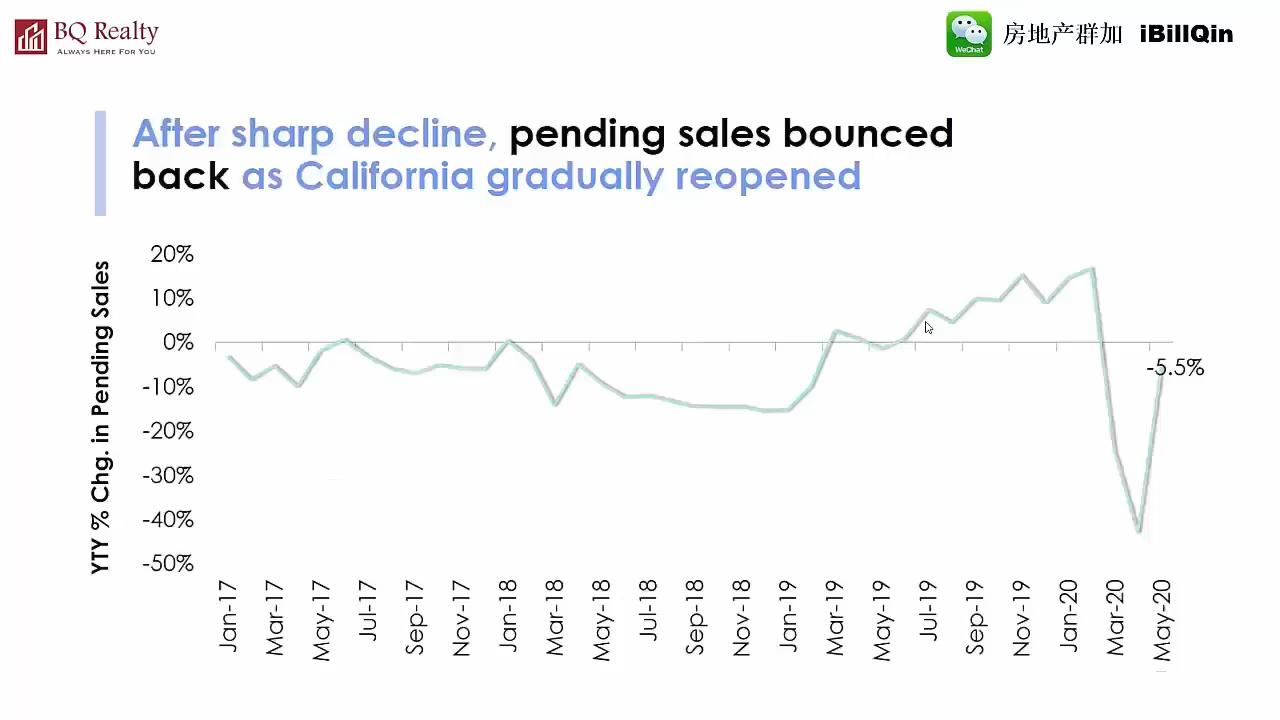 BQ Realty
ALWAYS HERE FOR YOU
WeChat
房地产群加 iBillQin
After sharp decline, pending sales bounced
back as California gradually reopened
YTY % Chg. in Pending Sales
20%
10%
0%
-10%
-20%
-30%
-40%
-50%
-5.5%
Jan-17
Mar-17
May-17
Jul-17
Sep-17
Nov-17
Jan-18
Mar-18
May-18
Jul-18
Sep-18
Nov-18
Jan-19
Mar-19
May-19
Jul-19
Sep-19
Nov-19
Jan-20
Mar-20
May-20